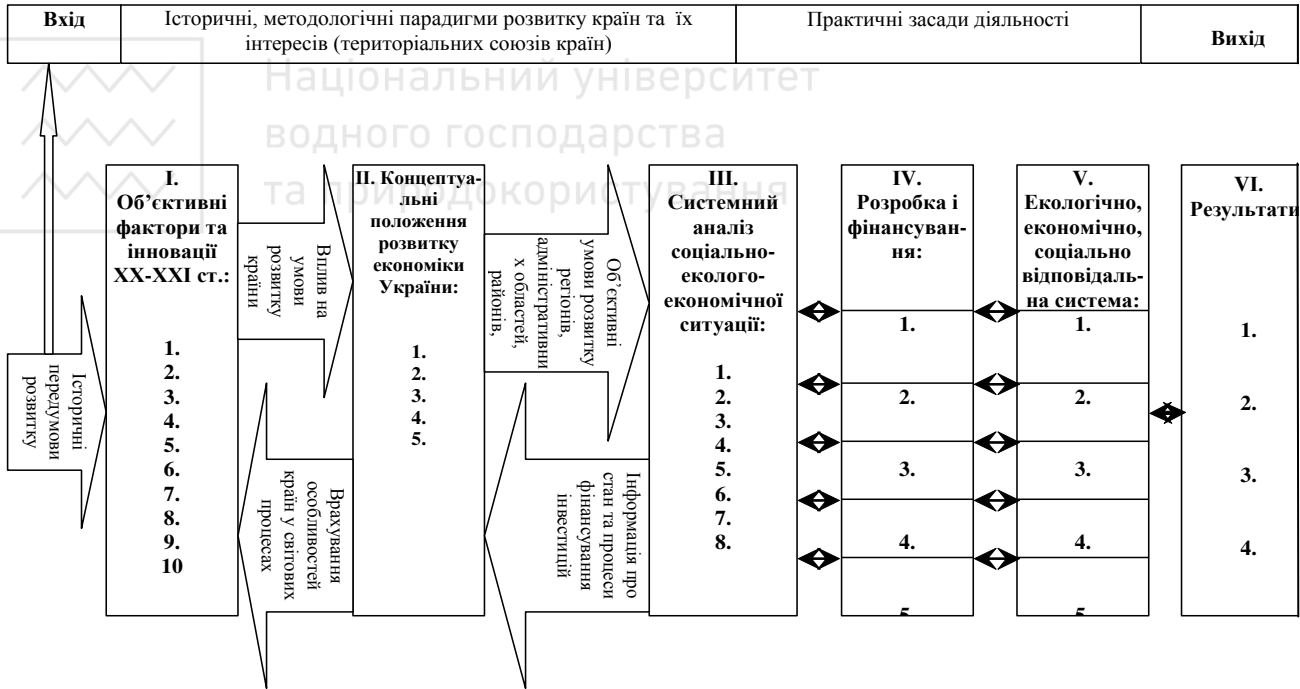 Вхід
Історичні, методологічні парадигми розвитку країн та їх
інтересів (територіальних союзів країн)
Практичні засади діяльності
Вихід
Національний університет
водного господарства
та природокористування
Історичні
передумови
розвитку
I.
Об’єктивні
фактори та
інновації
XX-XXI ст.:
1.
2.
3.
4.
5.
6.
7.
8.
9.
10
Вплив на
умови
розвитку
країни
Врахування
особливостей
країн у світових
процесах
II. Концептуа-
льні
положення
розвитку
економіки
України:
1.
2.
3.
4.
5.
Об’єктивні
умови розвитку
регіонів,
адміністративни
х областей,
районів,
Інформація про
стан та процеси
фінансування
інвестицій
III.
Системний
аналіз
соціально-
еколого-
економічної
ситуації:
1.
2.
3.
4.
5.
6.
7.
8.
IV.
Розробка і
фінансуван-
ня:
1.
2.
3.
4.
5
V.
Екологічно,
економічно,
соціально
відповідаль-
на система:
1.
2.
3.
4.
5
VI.
Результати
1.
2.
3.
4.